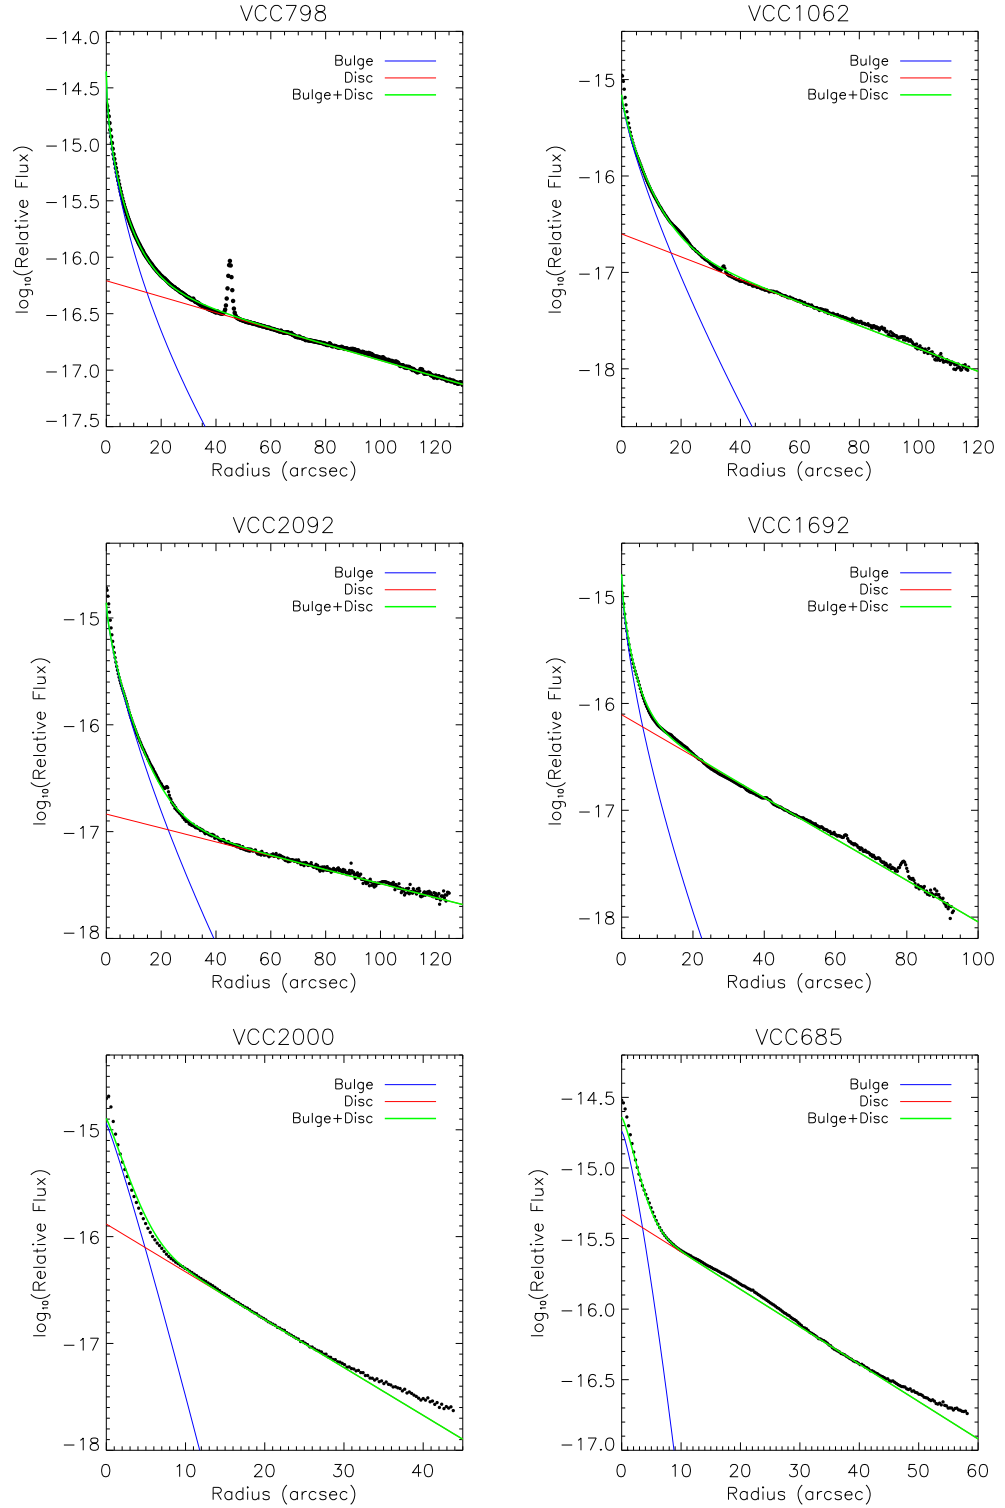 VCC798
−14.0
−14.5
−15.0
−15.5
−16.0
−16.5
−17.0
−17.5
log₁₀(Relative Flux)
Bulge
Disc
Bulge+Disc
0 20 40 60 80 100 120
Radius (arcsec)
VCC1062
−15
−16
−17
−18
log₁₀(Relative Flux)
Bulge
Disc
Bulge+Disc
0 20 40 60 80 100 120
Radius (arcsec)
VCC2092
−15
−16
−17
−18
log₁₀(Relative Flux)
Bulge
Disc
Bulge+Disc
0 20 40 60 80 100 120
Radius (arcsec)
VCC1692
−15
−16
−17
−18
log₁₀(Relative Flux)
Bulge
Disc
Bulge+Disc
0 20 40 60 80 100
Radius (arcsec)
VCC2000
−15
−16
−17
−18
log₁₀(Relative Flux)
Bulge
Disc
Bulge+Disc
0 10 20 30 40
Radius (arcsec)
VCC685
−14.5
−15.0
−15.5
−16.0
−16.5
−17.0
log₁₀(Relative Flux)
Bulge
Disc
Bulge+Disc
0 10 20 30 40 50 60
Radius (arcsec)